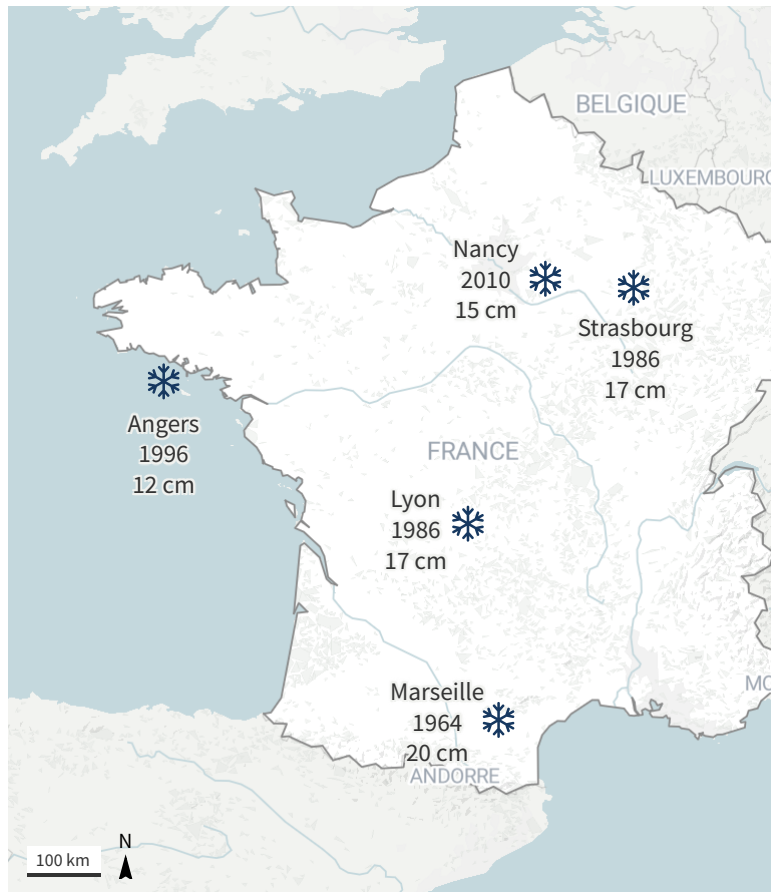 BELGIQUE
LUXEMBOURG
Nancy
2010
15 cm
Strasbourg
1986
17 cm
Angers
1996
12 cm
FRANCE
Lyon
1986
17 cm
Marseille
1964
20 cm
MO
ANDORRE
100 km
N